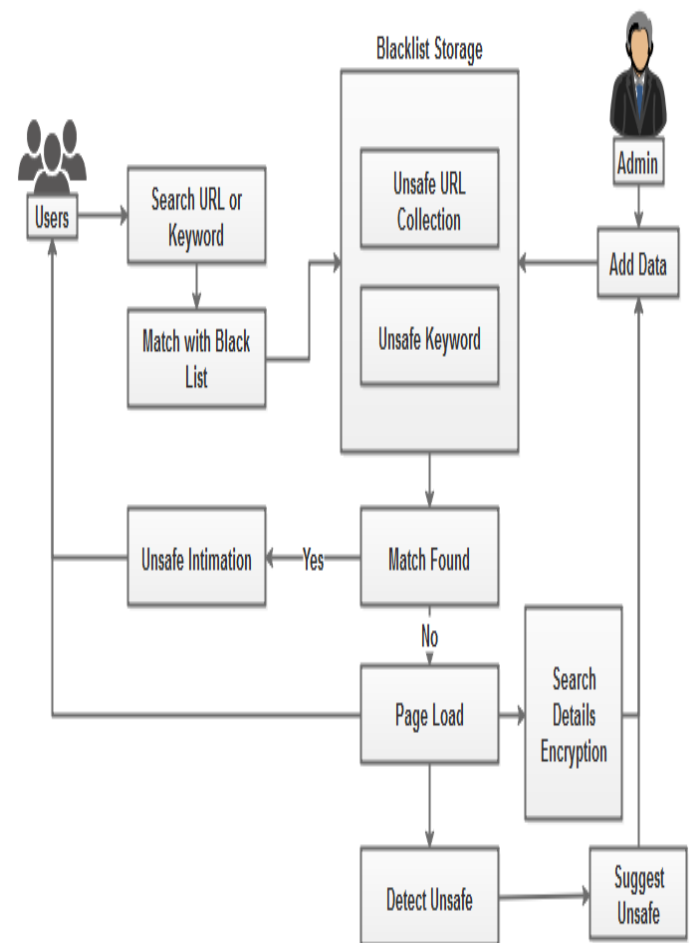 Blacklist Storage
Admin
Users
Search URL or
Keyword
Unsafe URL
Collection
Add Data
Match with Black
List
Unsafe Keyword
Unsafe Intimation
Yes
Match Found
No
Page Load
Search
Details
Encryption
Detect Unsafe
Suggest
Unsafe